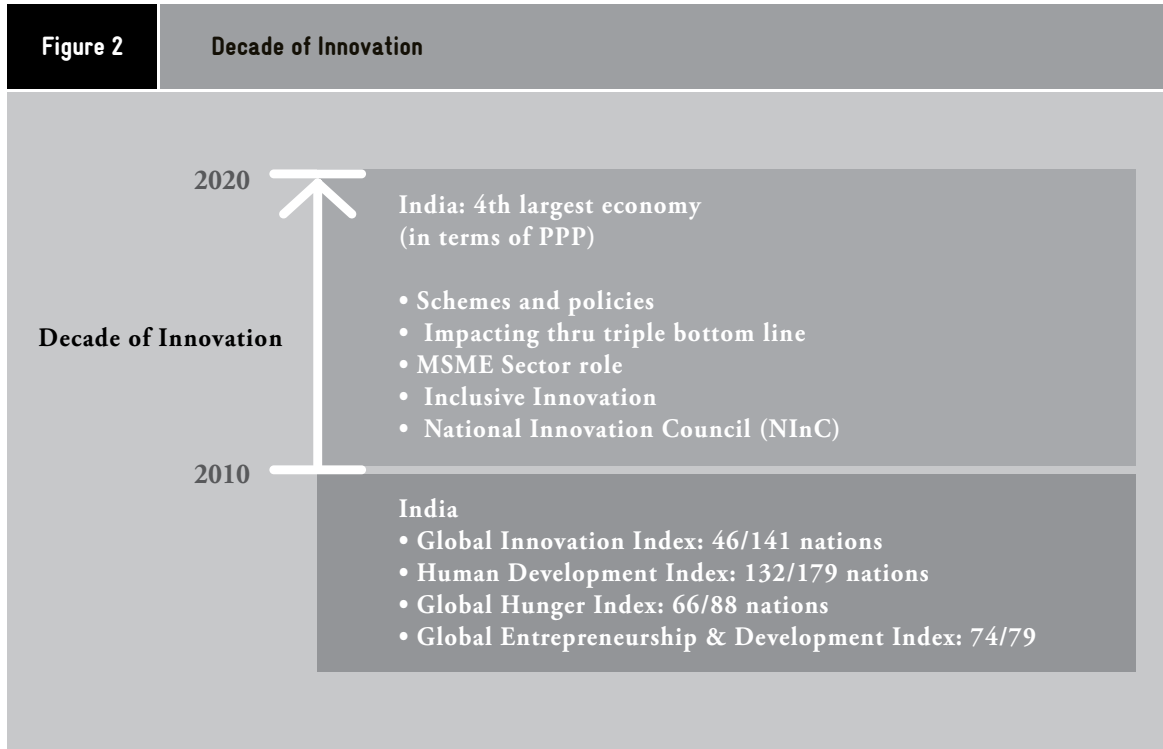 Figure 2
Decade of Innovation
2020
India: 4th largest economy
(in terms of PPP)
• Schemes and policies
• Impacting thru triple bottom line
Decade of Innovation
• MSME Sector role
• Inclusive Innovation
• National Innovation Council (NInC)
2010
India
• Global Innovation Index: 46/141 nations
• Human Development Index: 132/179 nations
• Global Hunger Index: 66/88 nations
• Global Entrepreneurship & Development Index: 74/79